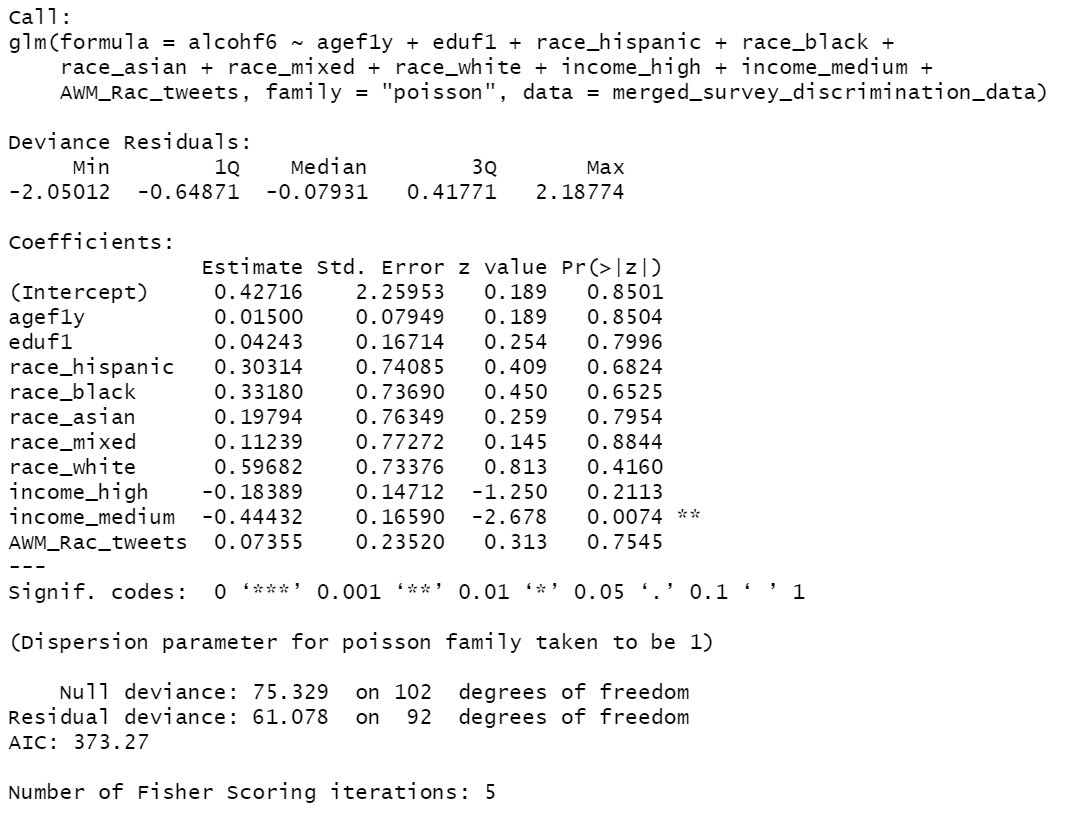 Call:
glm(formula = alcohf6 ~ agef1y + eduf1 + race_hispanic + race_black +
    race_asian + race_mixed + race_white + income_high + income_medium +
    AWM_Rac_tweets, family = "poisson", data = merged_survey_discrimination_data)

Deviance Residuals:
     Min        1Q    Median        3Q       Max
-2.05012  -0.64871  -0.07931   0.41771   2.18774

Coefficients:
               Estimate Std. Error z value Pr(>|z|)
(Intercept)     0.42716    2.25953   0.189   0.8501
agef1y          0.01500    0.07949   0.189   0.8504
eduf1           0.04243    0.16714   0.254   0.7996
race_hispanic   0.30314    0.74085   0.409   0.6824
race_black      0.33180    0.73690   0.450   0.6525
race_asian      0.19794    0.76349   0.259   0.7954
race_mixed      0.11239    0.77272   0.145   0.8844
race_white      0.59682    0.73376   0.813   0.4160
income_high    -0.18389    0.14712  -1.250   0.2113
income_medium  -0.44432    0.16590  -2.678   0.0074 **
AWM_Rac_tweets  0.07355    0.23520   0.313   0.7545
---
Signif. codes:  0 ‘***’ 0.001 ‘**’ 0.01 ‘*’ 0.05 ‘.’ 0.1 ‘ ’ 1

(Dispersion parameter for poisson family taken to be 1)

    Null deviance: 75.329  on 102  degrees of freedom
Residual deviance: 61.078  on  92  degrees of freedom
AIC: 373.27

Number of Fisher Scoring iterations: 5